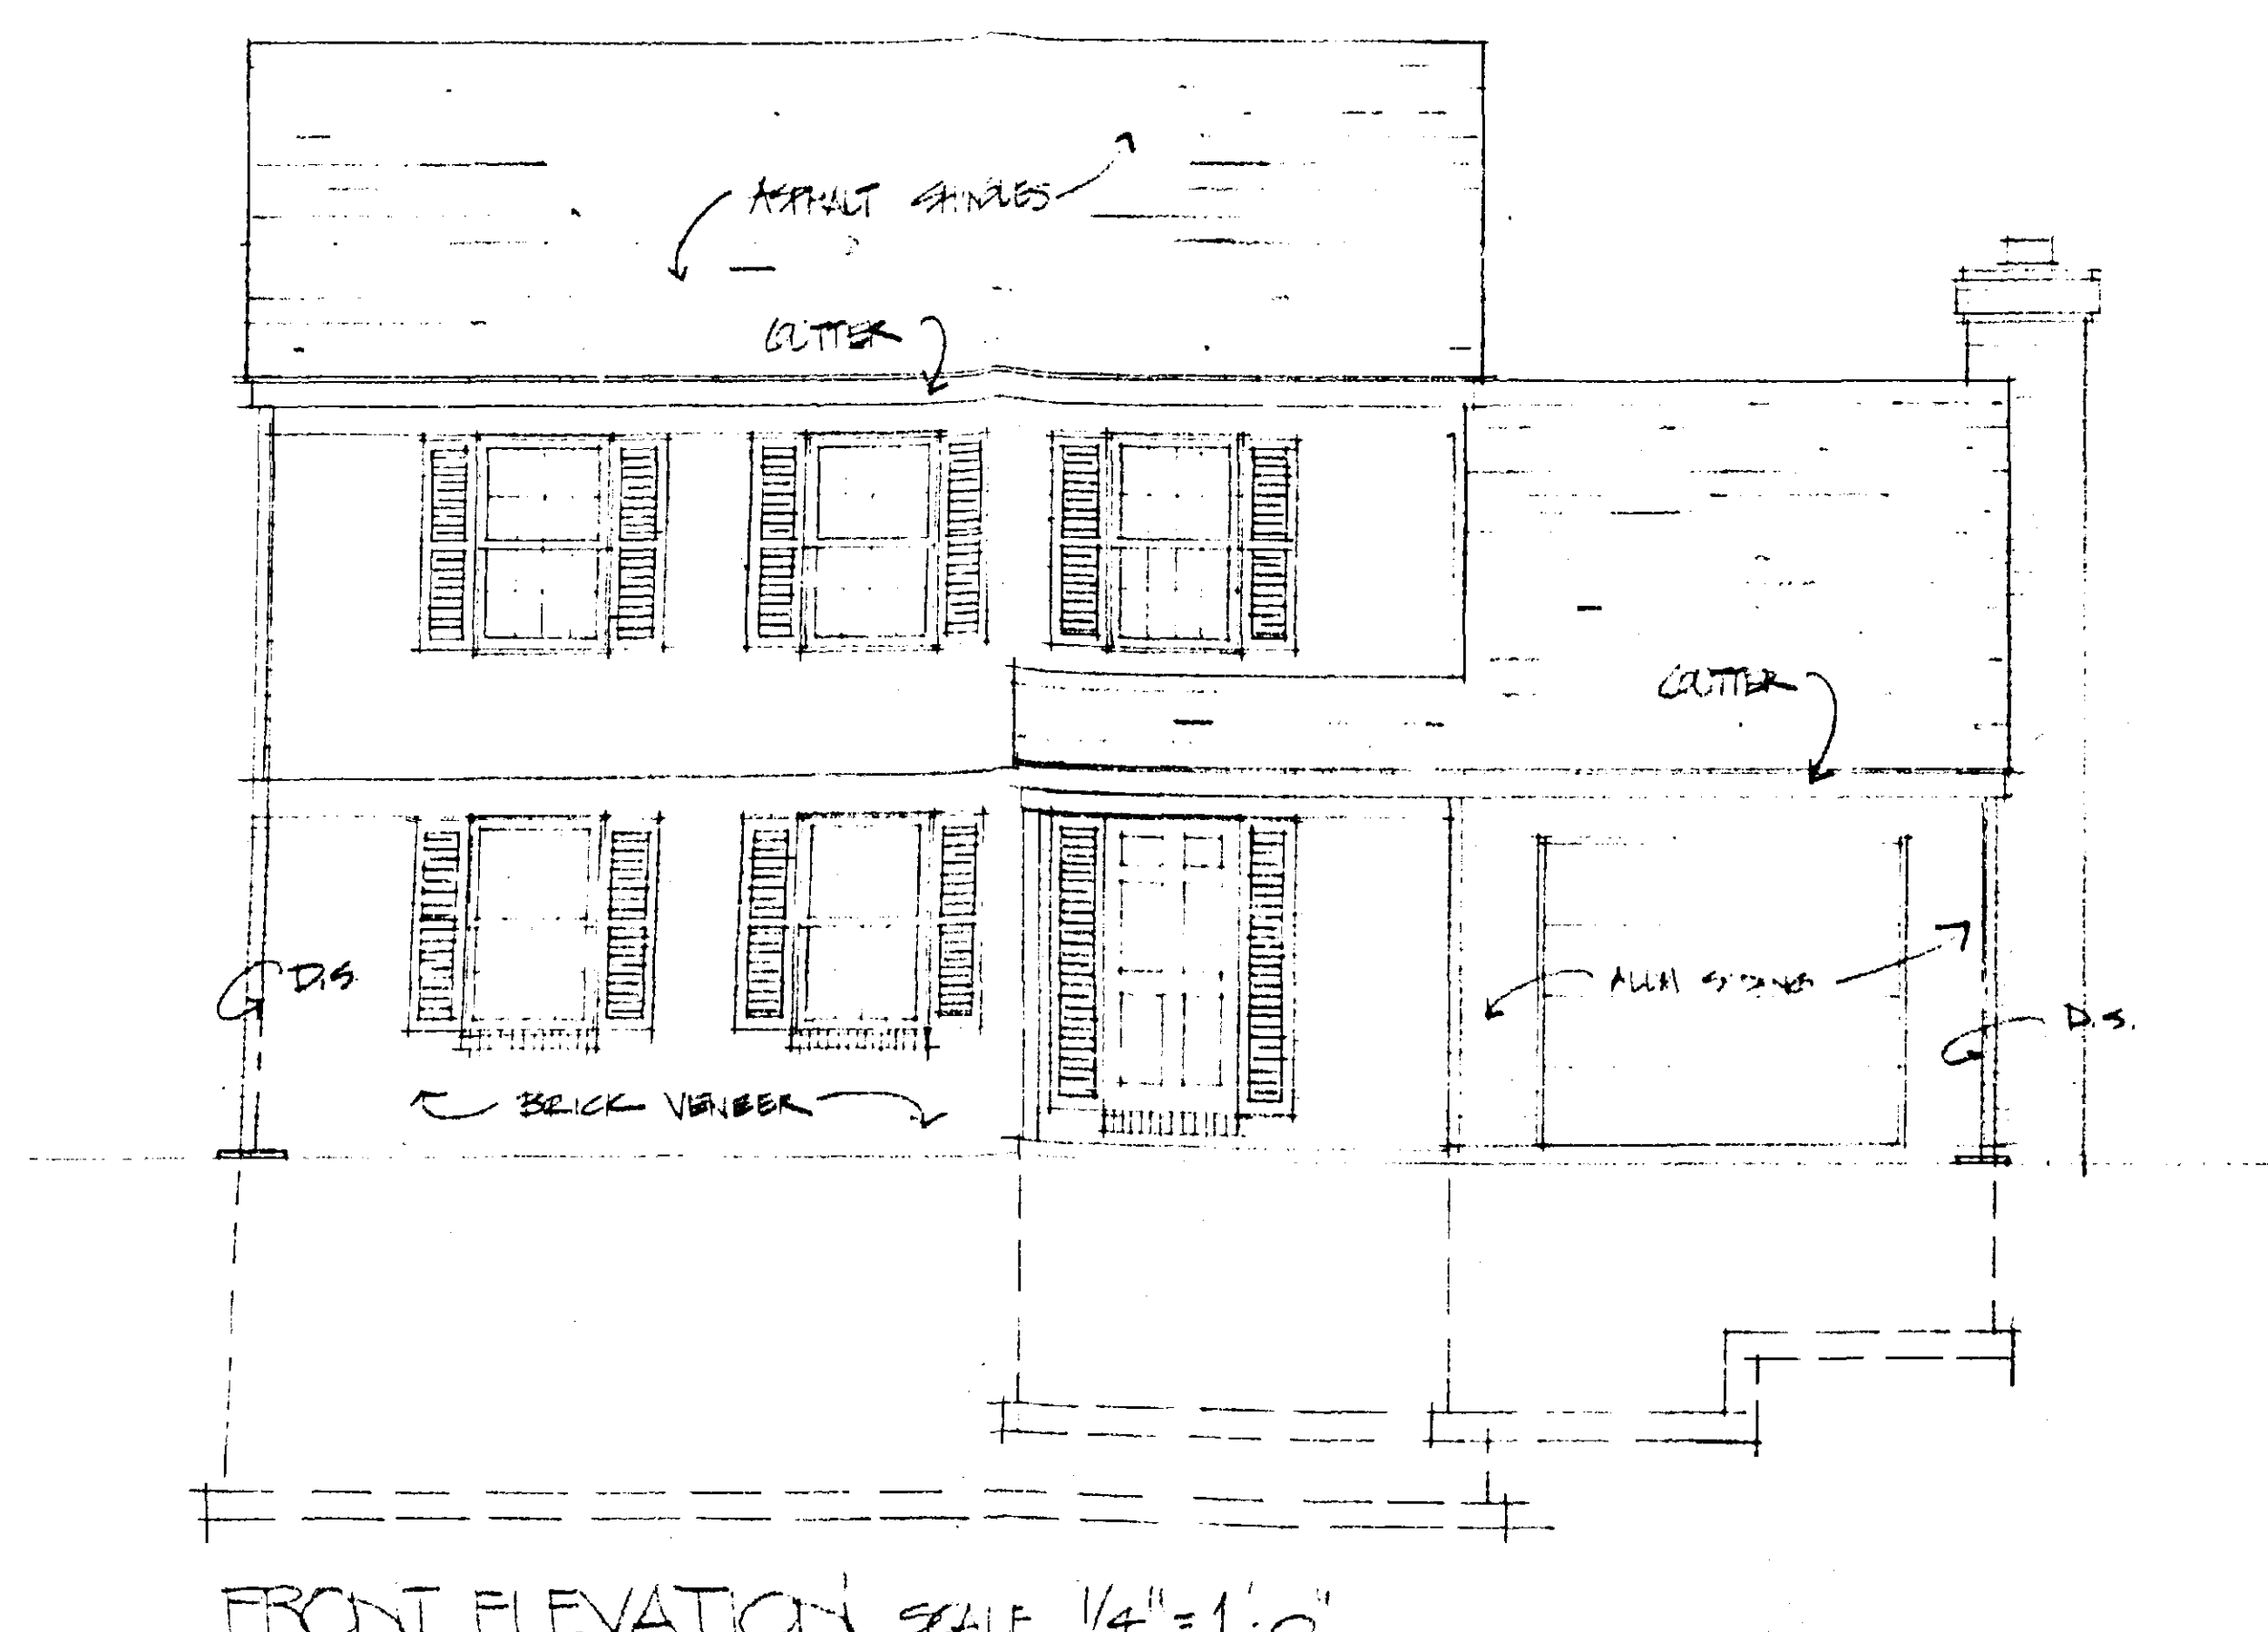 ASPHALT SHINGLES
GUTTER
GUTTER
D.S.
ALUM SIDING
D.S.
BRICK VENEER
FRONT ELEVATION SCALE 1/4" = 1'-0"